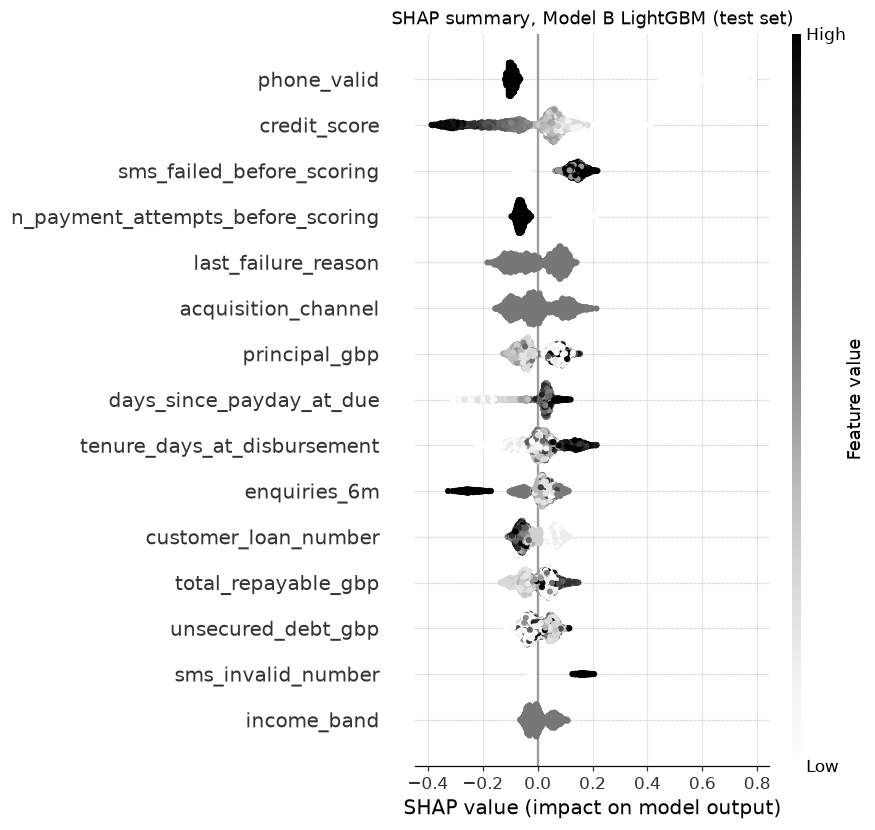 SHAP summary, Model B LightGBM (test set)
High
phone_valid
credit_score
sms_failed_before_scoring
n_payment_attempts_before_scoring
last_failure_reason
acquisition_channel
principal_gbp
days_since_payday_at_due
tenure_days_at_disbursement
enquiries_6m
customer_loan_number
total_repayable_gbp
unsecured_debt_gbp
sms_invalid_number
income_band
Feature value
Low
−0.4 −0.2 0.0 0.2 0.4 0.6 0.8
SHAP value (impact on model output)